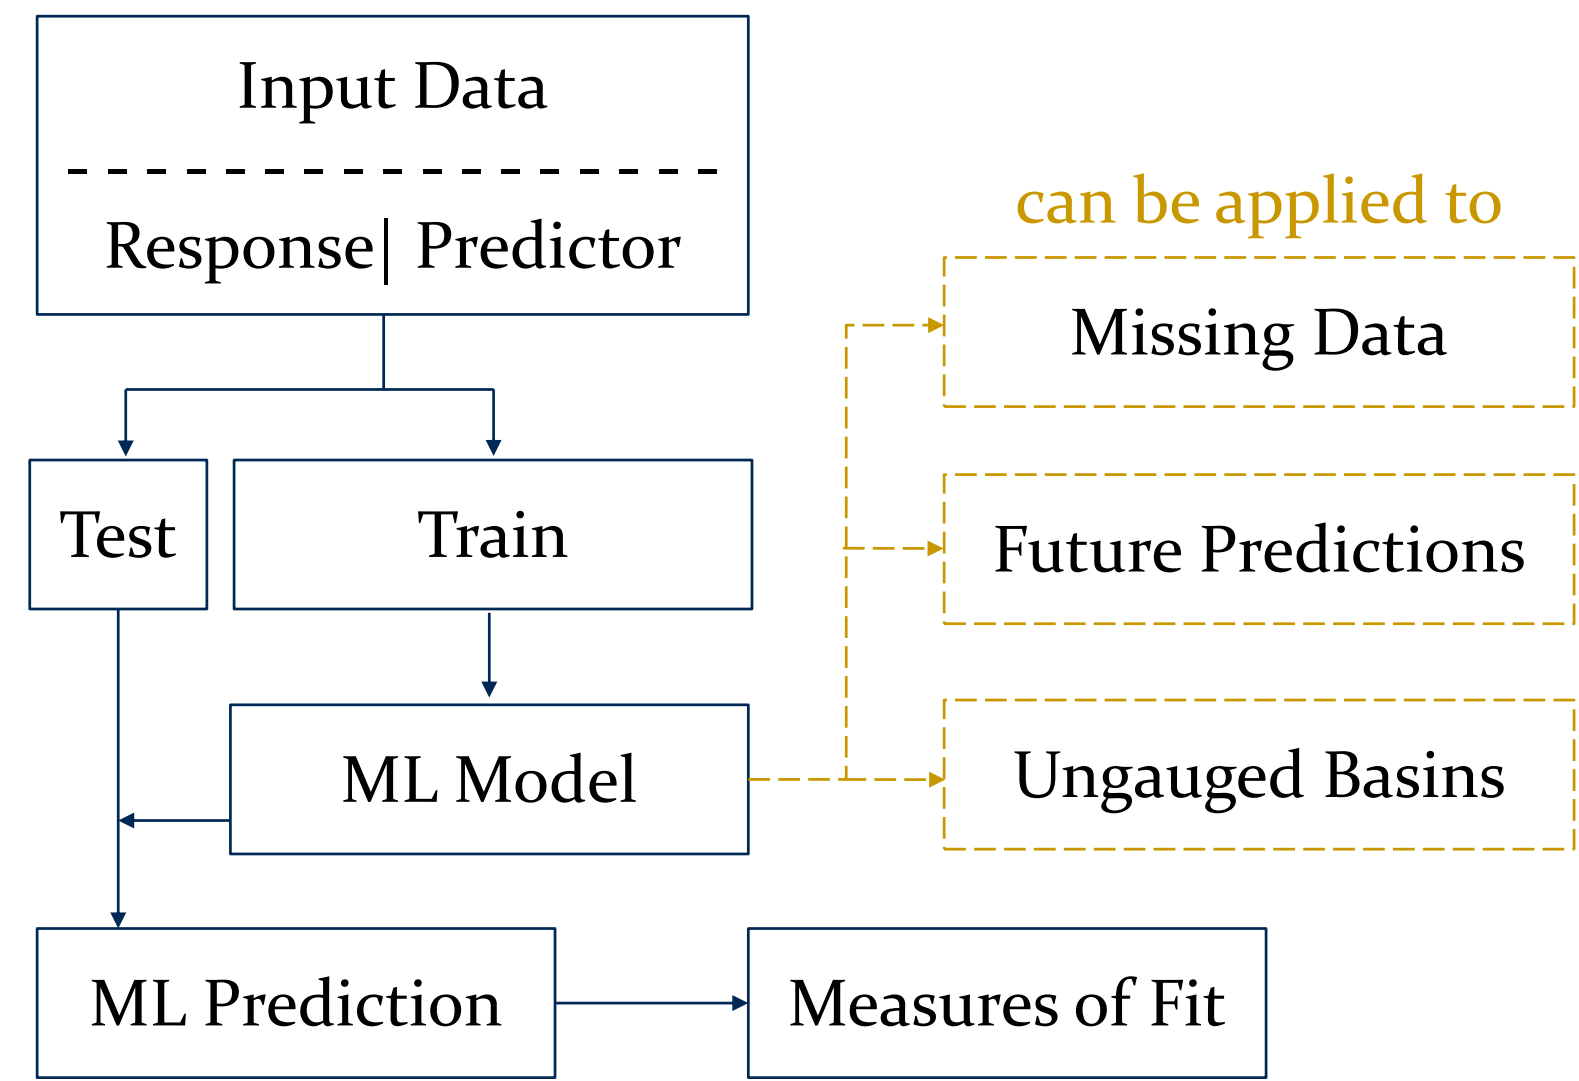 Input Data
Response| Predictor
can be applied to
Missing Data
Test
Train
Future Predictions
ML Model
Ungauged Basins
ML Prediction
Measures of Fit